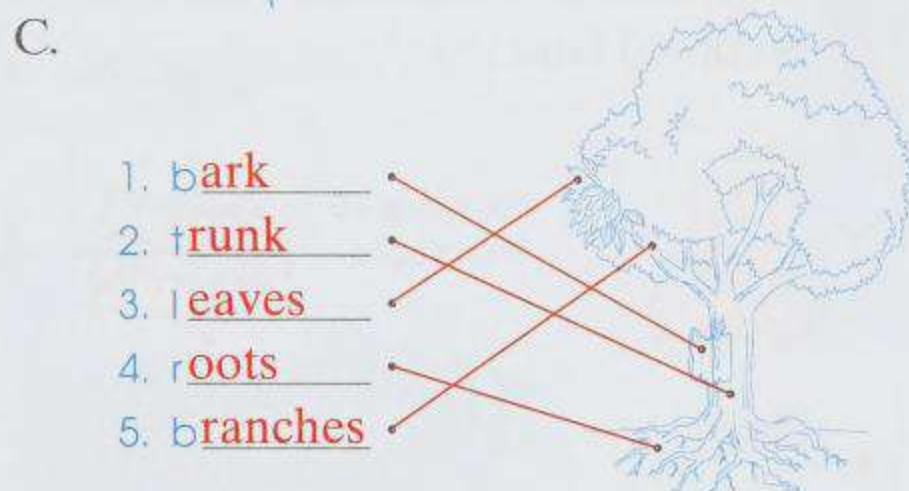 C.
1. bark
2. trunk
3. leaves
4. roots
5. branches